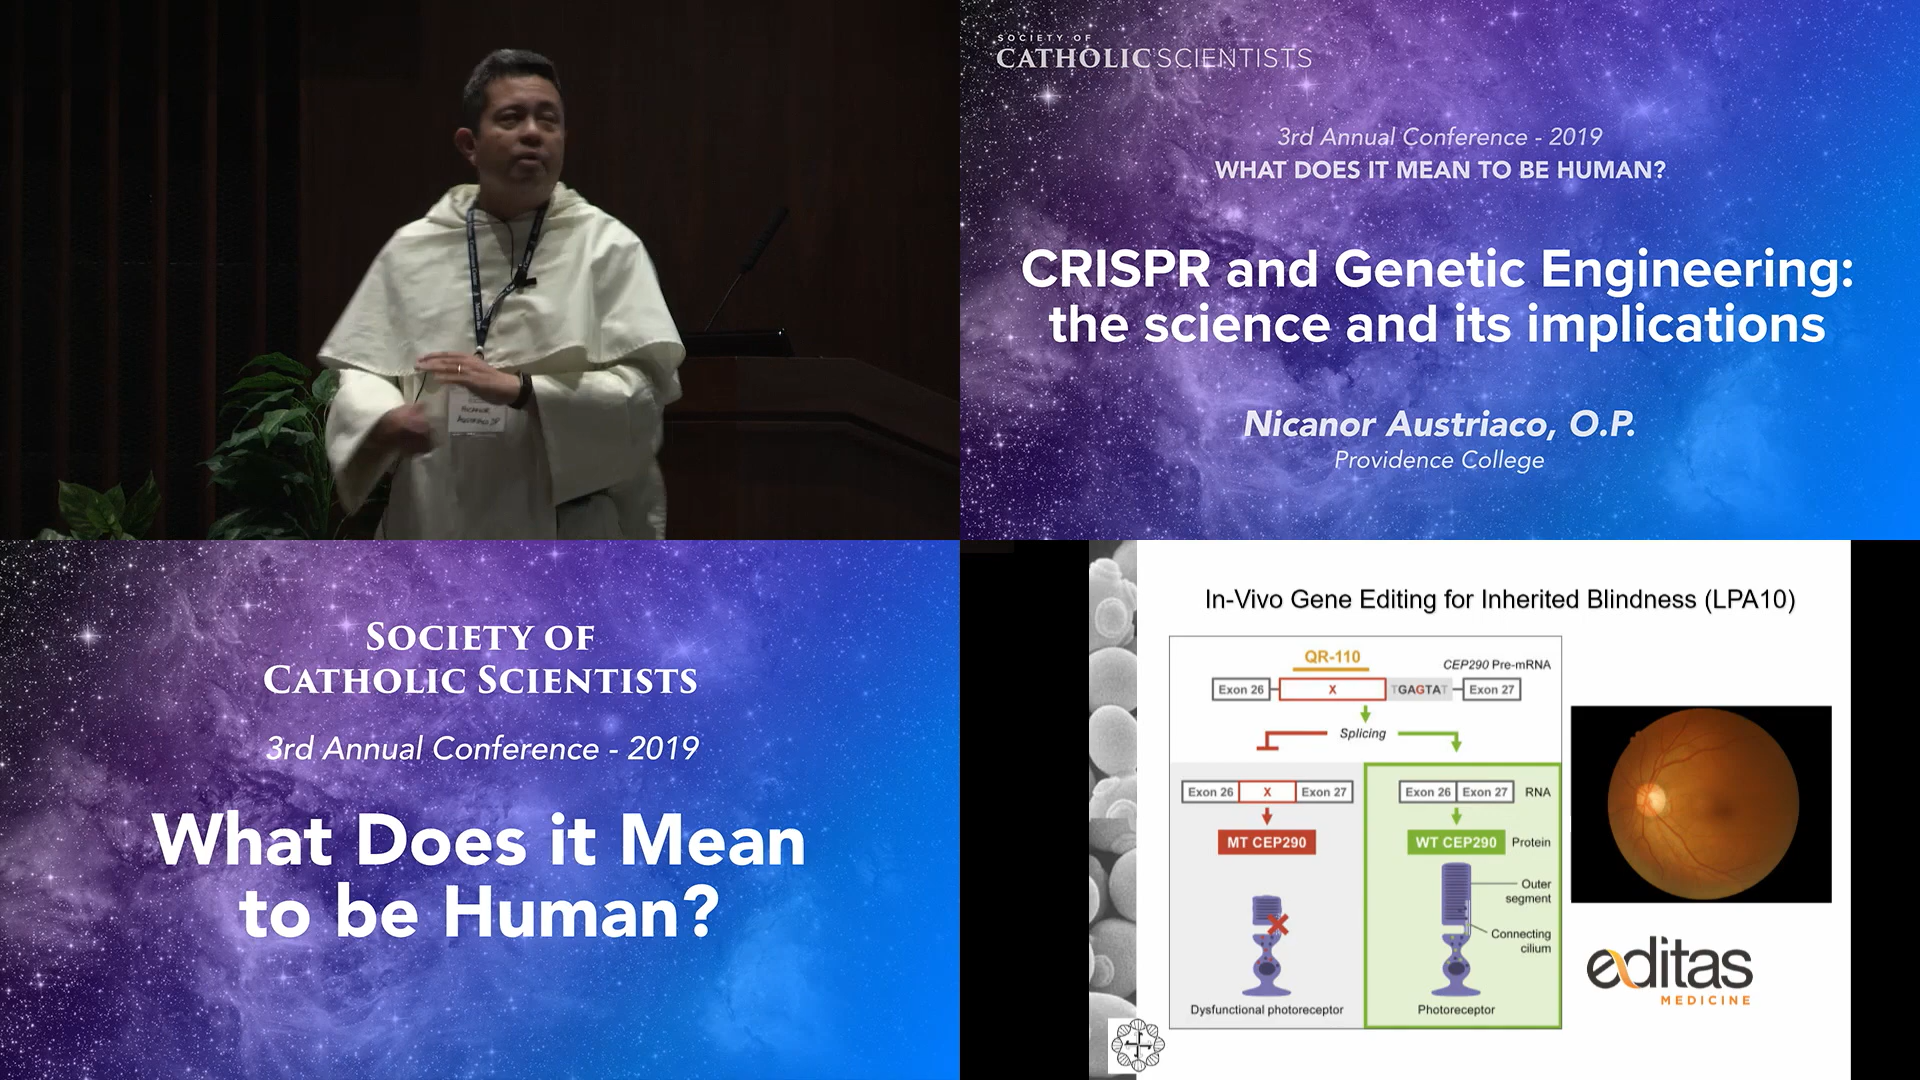 NICANOR
AUSTRIACO, OP
SOCIETY OF
CATHOLIC SCIENTISTS
3rd Annual Conference - 2019
WHAT DOES IT MEAN TO BE HUMAN?
CRISPR and Genetic Engineering:
the science and its implications
Nicanor Austriaco, O.P.
Providence College
SOCIETY OF
CATHOLIC SCIENTISTS
3rd Annual Conference - 2019
What Does it Mean
to be Human?
In-Vivo Gene Editing for Inherited Blindness (LPA10)
QR-110
CEP290 Pre-mRNA
Exon 26 X TGAGTAT Exon 27
Splicing
Exon 26 X Exon 27
Exon 26 Exon 27 RNA
MT CEP290
WT CEP290 Protein
Outer
segment
Connecting
cilium
Dysfunctional photoreceptor
Photoreceptor
editas
MEDICINE